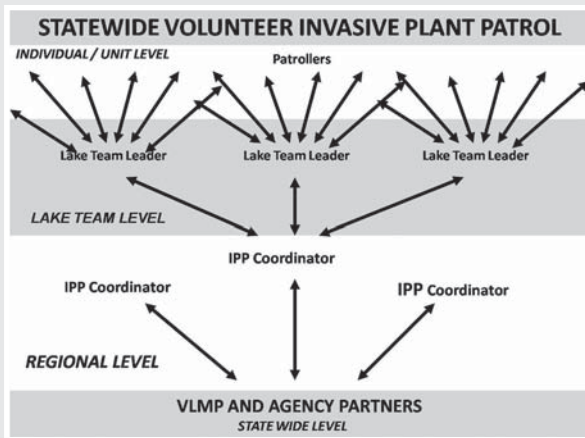 STATEWIDE VOLUNTEER INVASIVE PLANT PATROL
INDIVIDUAL / UNIT LEVEL
Patrollers
Lake Team Leader
Lake Team Leader
Lake Team Leader
LAKE TEAM LEVEL
IPP Coordinator
IPP Coordinator
IPP Coordinator
REGIONAL LEVEL
VLMP AND AGENCY PARTNERS
STATE WIDE LEVEL